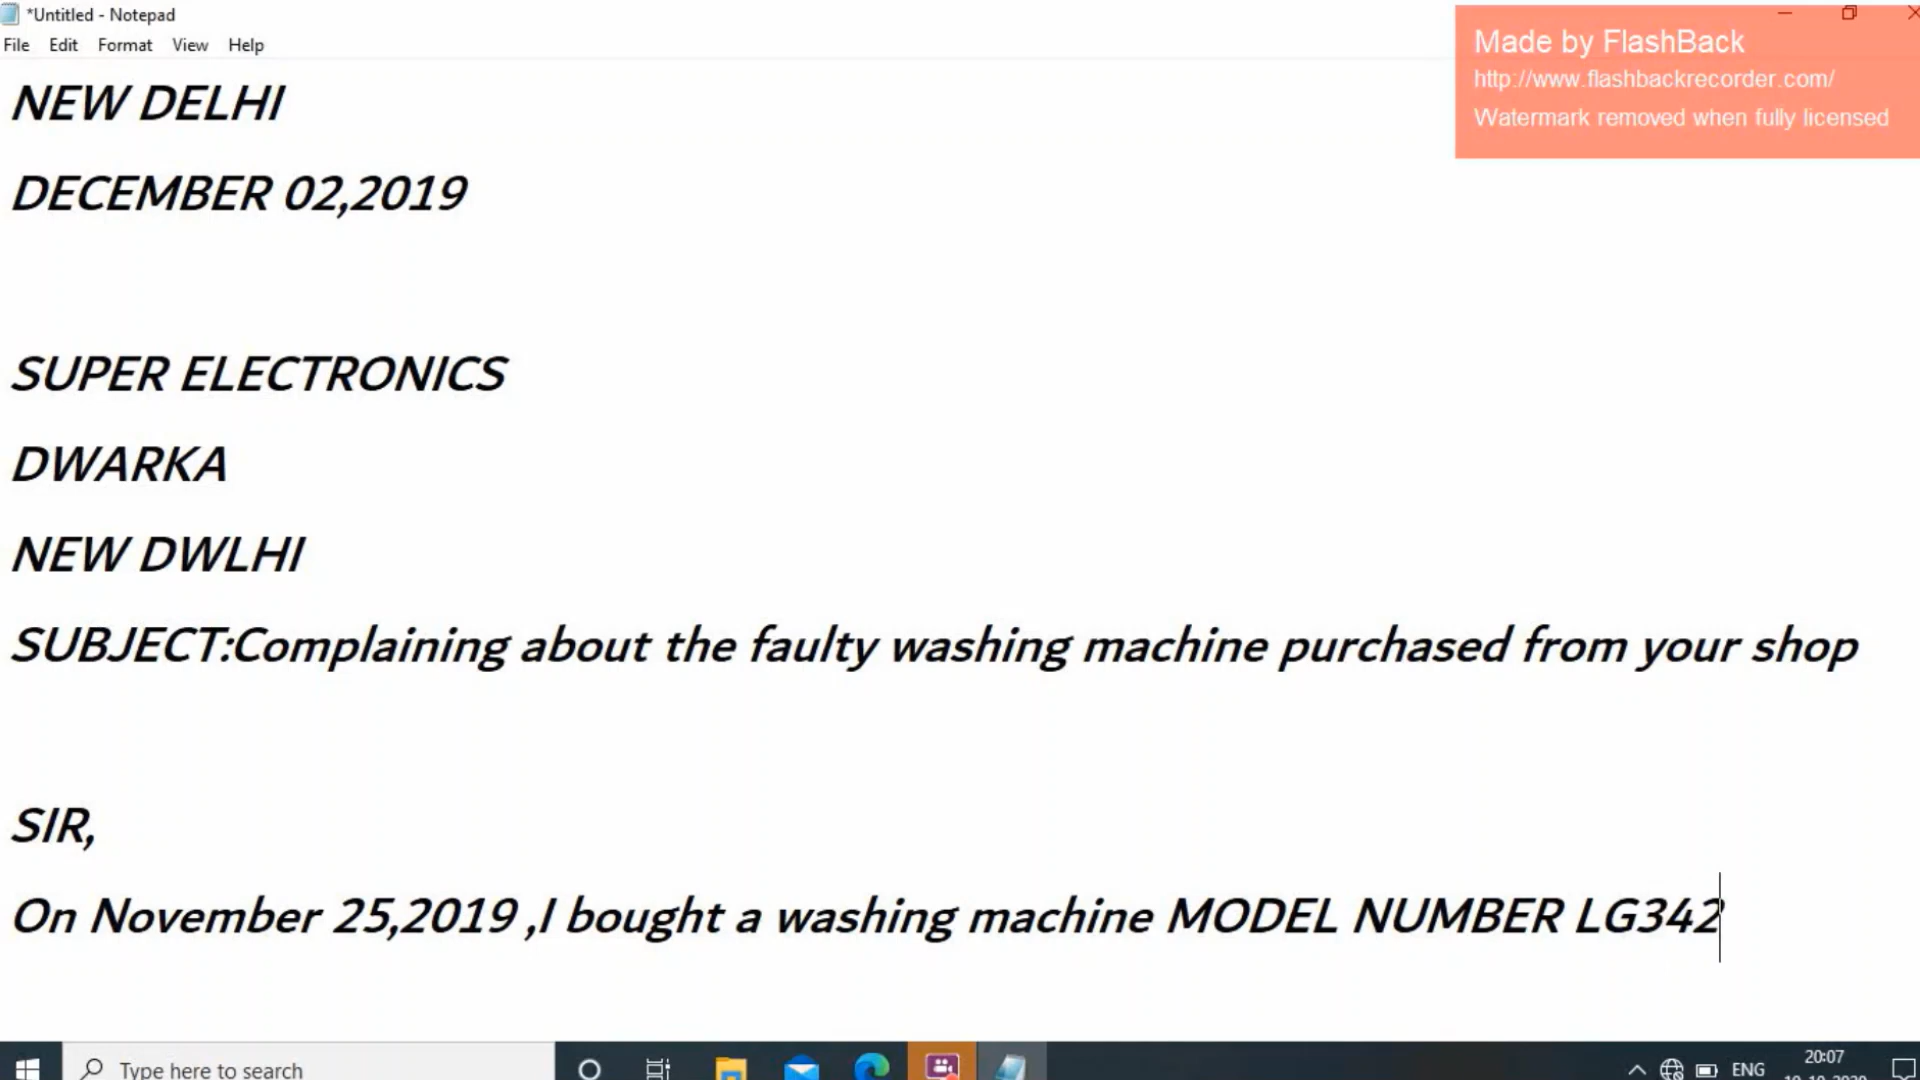 *Untitled - Notepad
File Edit Format View Help
Made by FlashBack
http://www.flashbackrecorder.com/
Watermark removed when fully licensed
NEW DELHI
DECEMBER 02,2019
SUPER ELECTRONICS
DWARKA
NEW DWLHI
SUBJECT:Complaining about the faulty washing machine purchased from your shop
SIR,
On November 25,2019 ,I bought a washing machine MODEL NUMBER LG342
Type here to search
ENG
20:07